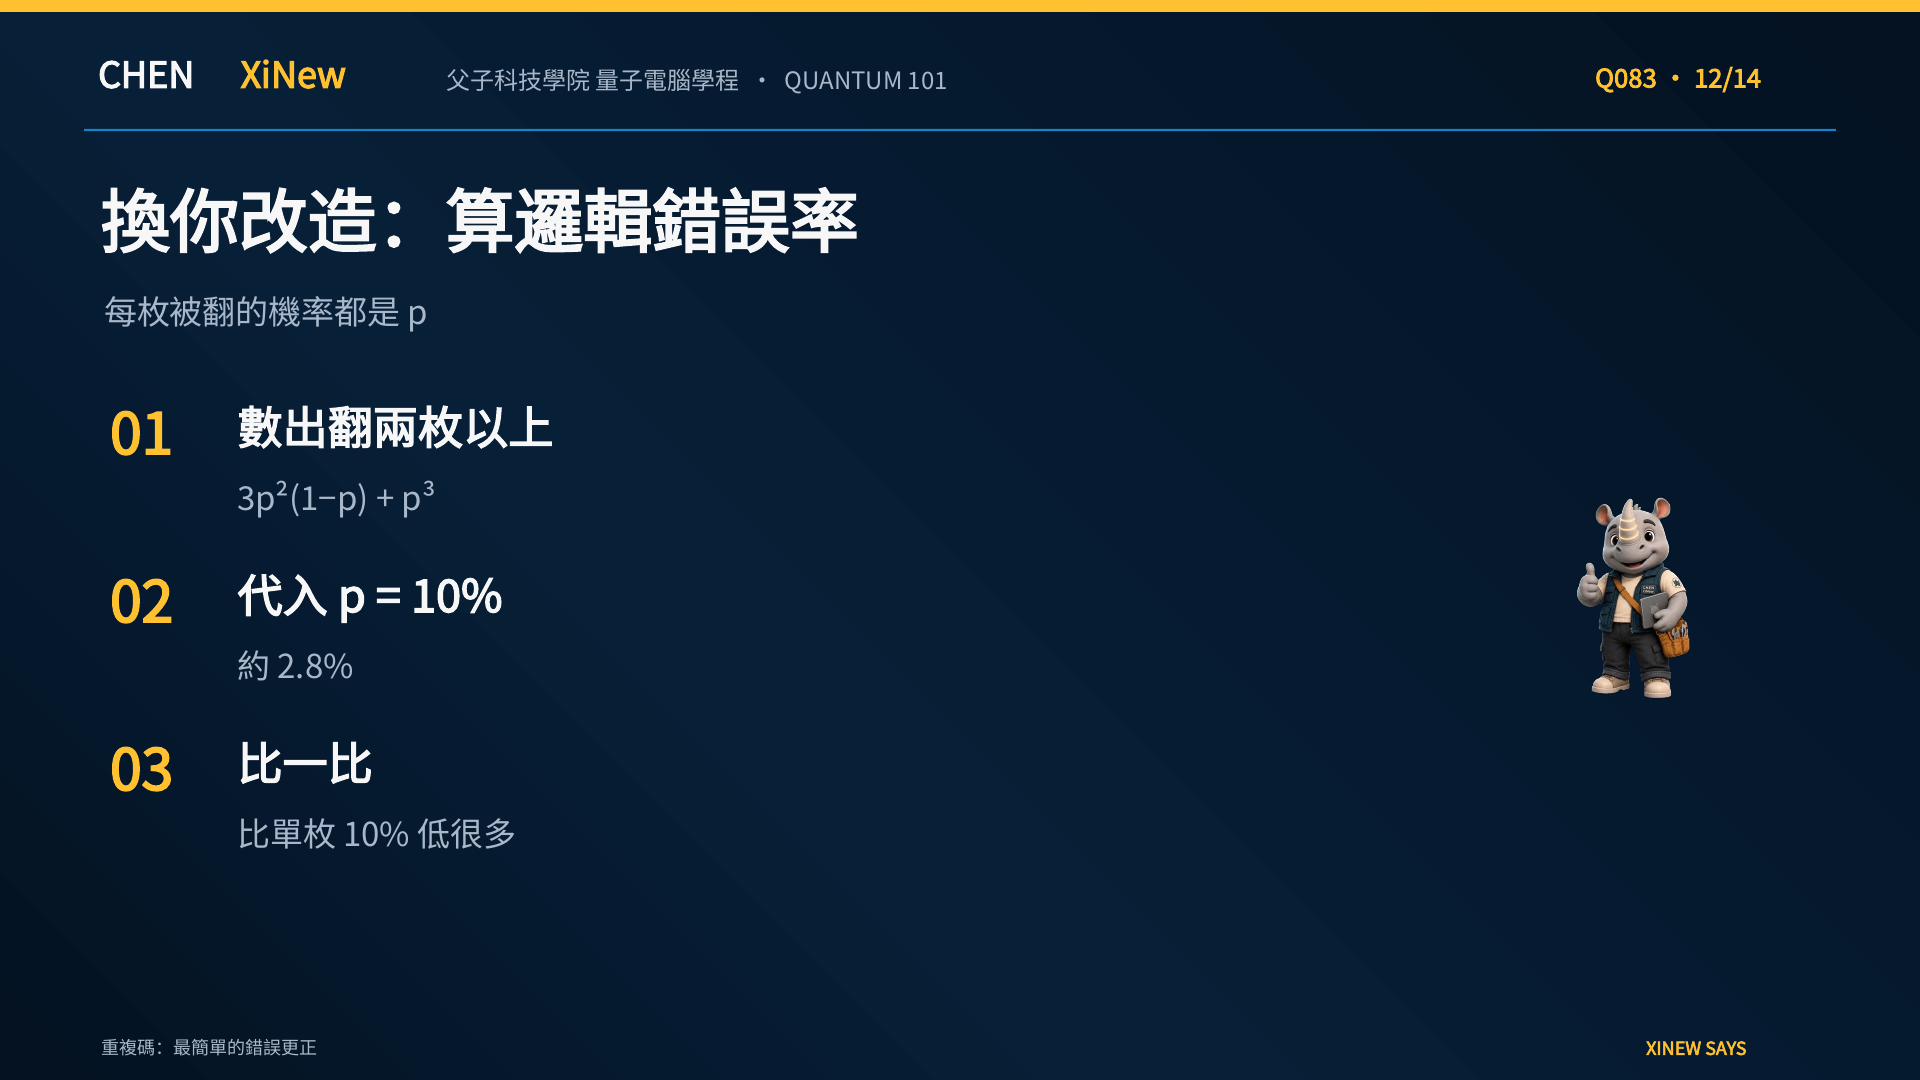 CHEN XiNew 父子科技學院 量子電腦學程 · QUANTUM 101 Q083 · 12/14
換你改造：算邏輯錯誤率
每枚被翻的機率都是 p
01 數出翻兩枚以上
3p²(1−p) + p³
02 代入 p = 10%
約 2.8%
03 比一比
比單枚 10% 低很多
重複碼：最簡單的錯誤更正 XINEW SAYS